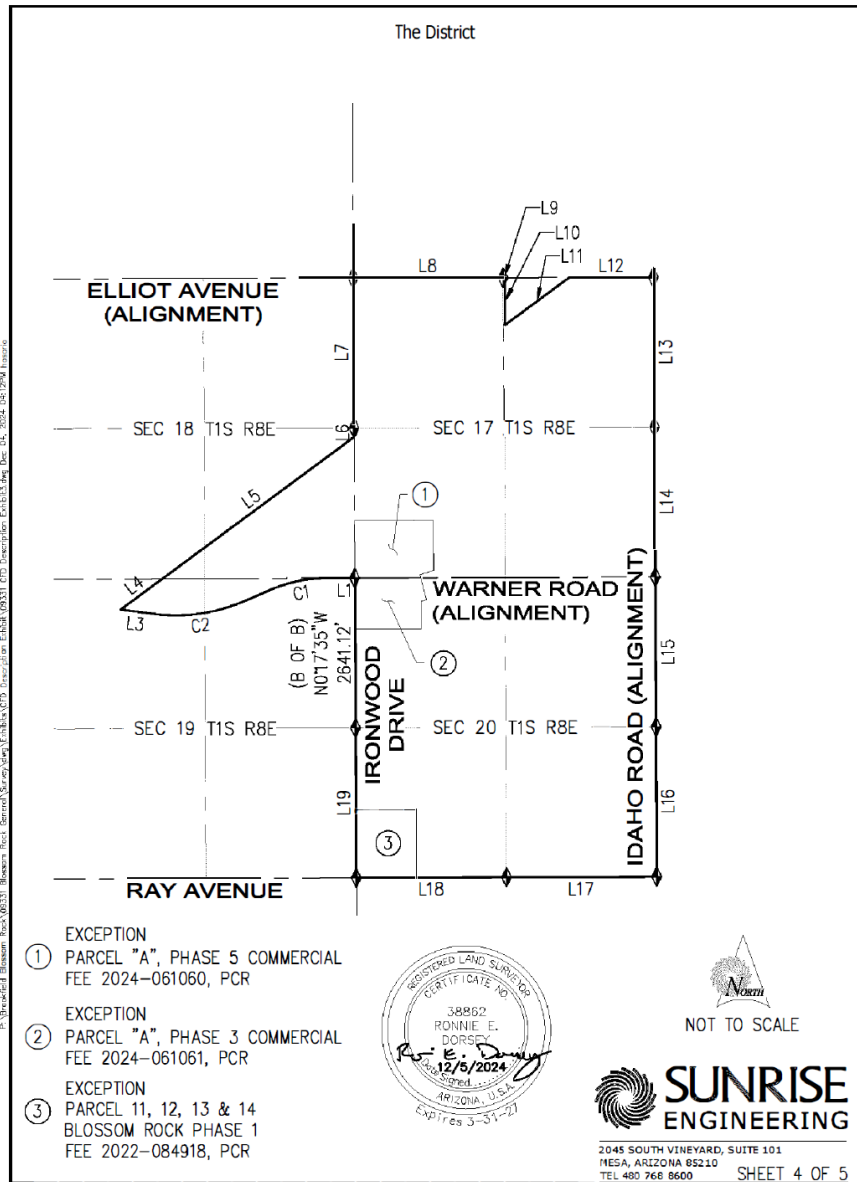 The District
L9
L10
L11
L8
L12
ELLIOT AVENUE
(ALIGNMENT)
L7
L13
L6
SEC 18 T1S R8E
SEC 17 T1S R8E
L5
L14
1
L4
L3
C2
C1
L1
WARNER ROAD
(ALIGNMENT)
(B OF B)
N0°17'35"W
2641.12'
2
IRONWOOD
DRIVE
IDAHO ROAD (ALIGNMENT)
L15
SEC 19 T1S R8E
SEC 20 T1S R8E
L19
L16
3
RAY AVENUE
L18
L17
EXCEPTION
1 PARCEL "A", PHASE 5 COMMERCIAL
FEE 2024-061060, PCR
EXCEPTION
2 PARCEL "A", PHASE 3 COMMERCIAL
FEE 2024-061061, PCR
EXCEPTION
3 PARCEL 11, 12, 13 & 14
BLOSSOM ROCK PHASE 1
FEE 2022-084918, PCR
REGISTERED LAND SURVEYOR
CERTIFICATE NO.
38862
RONNIE E.
DORSEY
12/5/2024
Date Signed
ARIZONA, U.S.A.
Expires 3-31-27
NORTH
NOT TO SCALE
SUNRISE
ENGINEERING
2045 SOUTH VINEYARD, SUITE 101
MESA, ARIZONA 85210
TEL 480 768 8600
SHEET 4 OF 5